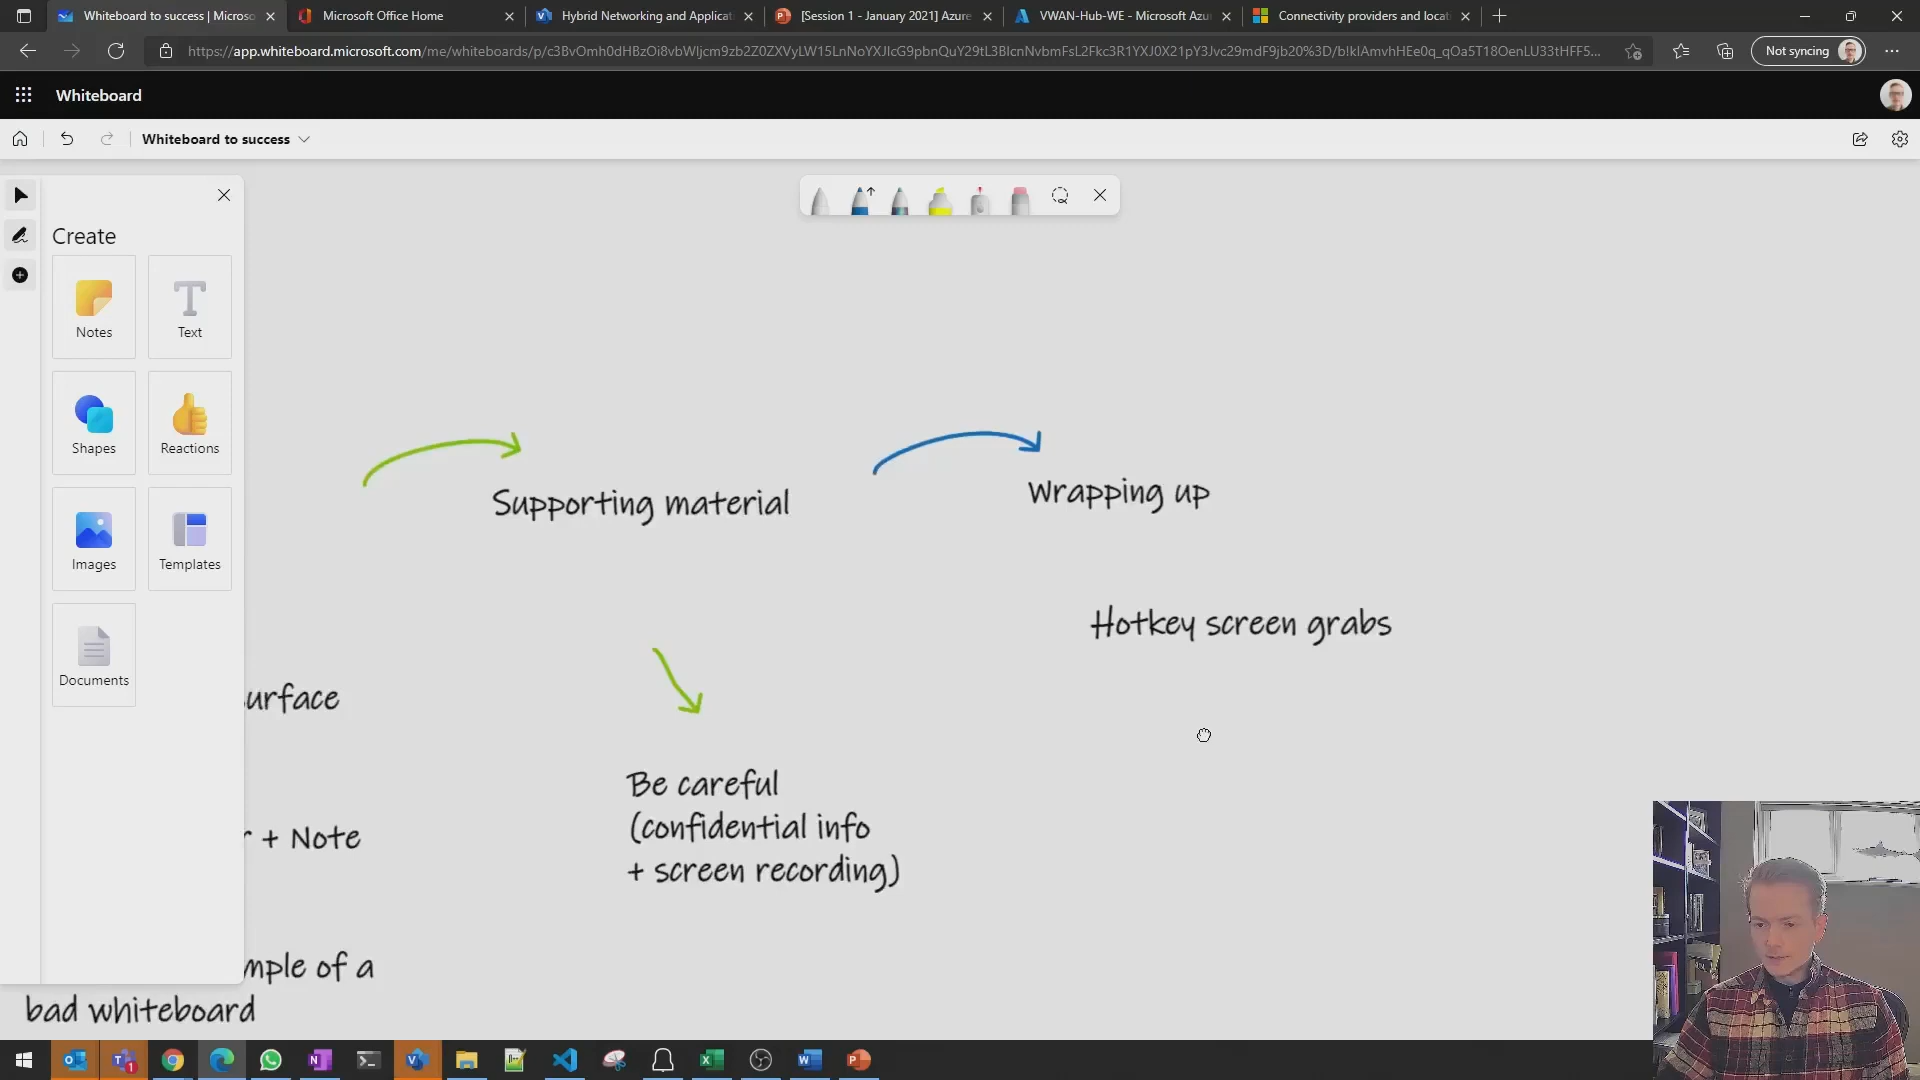 Whiteboard to success | Microso
Microsoft Office Home
Hybrid Networking and Applicat
[Session 1 - January 2021] Azure
VWAN-Hub-WE - Microsoft Azu
Connectivity providers and locat
Not syncing
Whiteboard
Whiteboard to success
Create
Notes
Text
Shapes
Reactions
Images
Templates
Documents
Supporting material
Wrapping up
Hotkey screen grabs
urface
Be careful
(confidential info
+ screen recording)
r + Note
mple of a
bad whiteboard